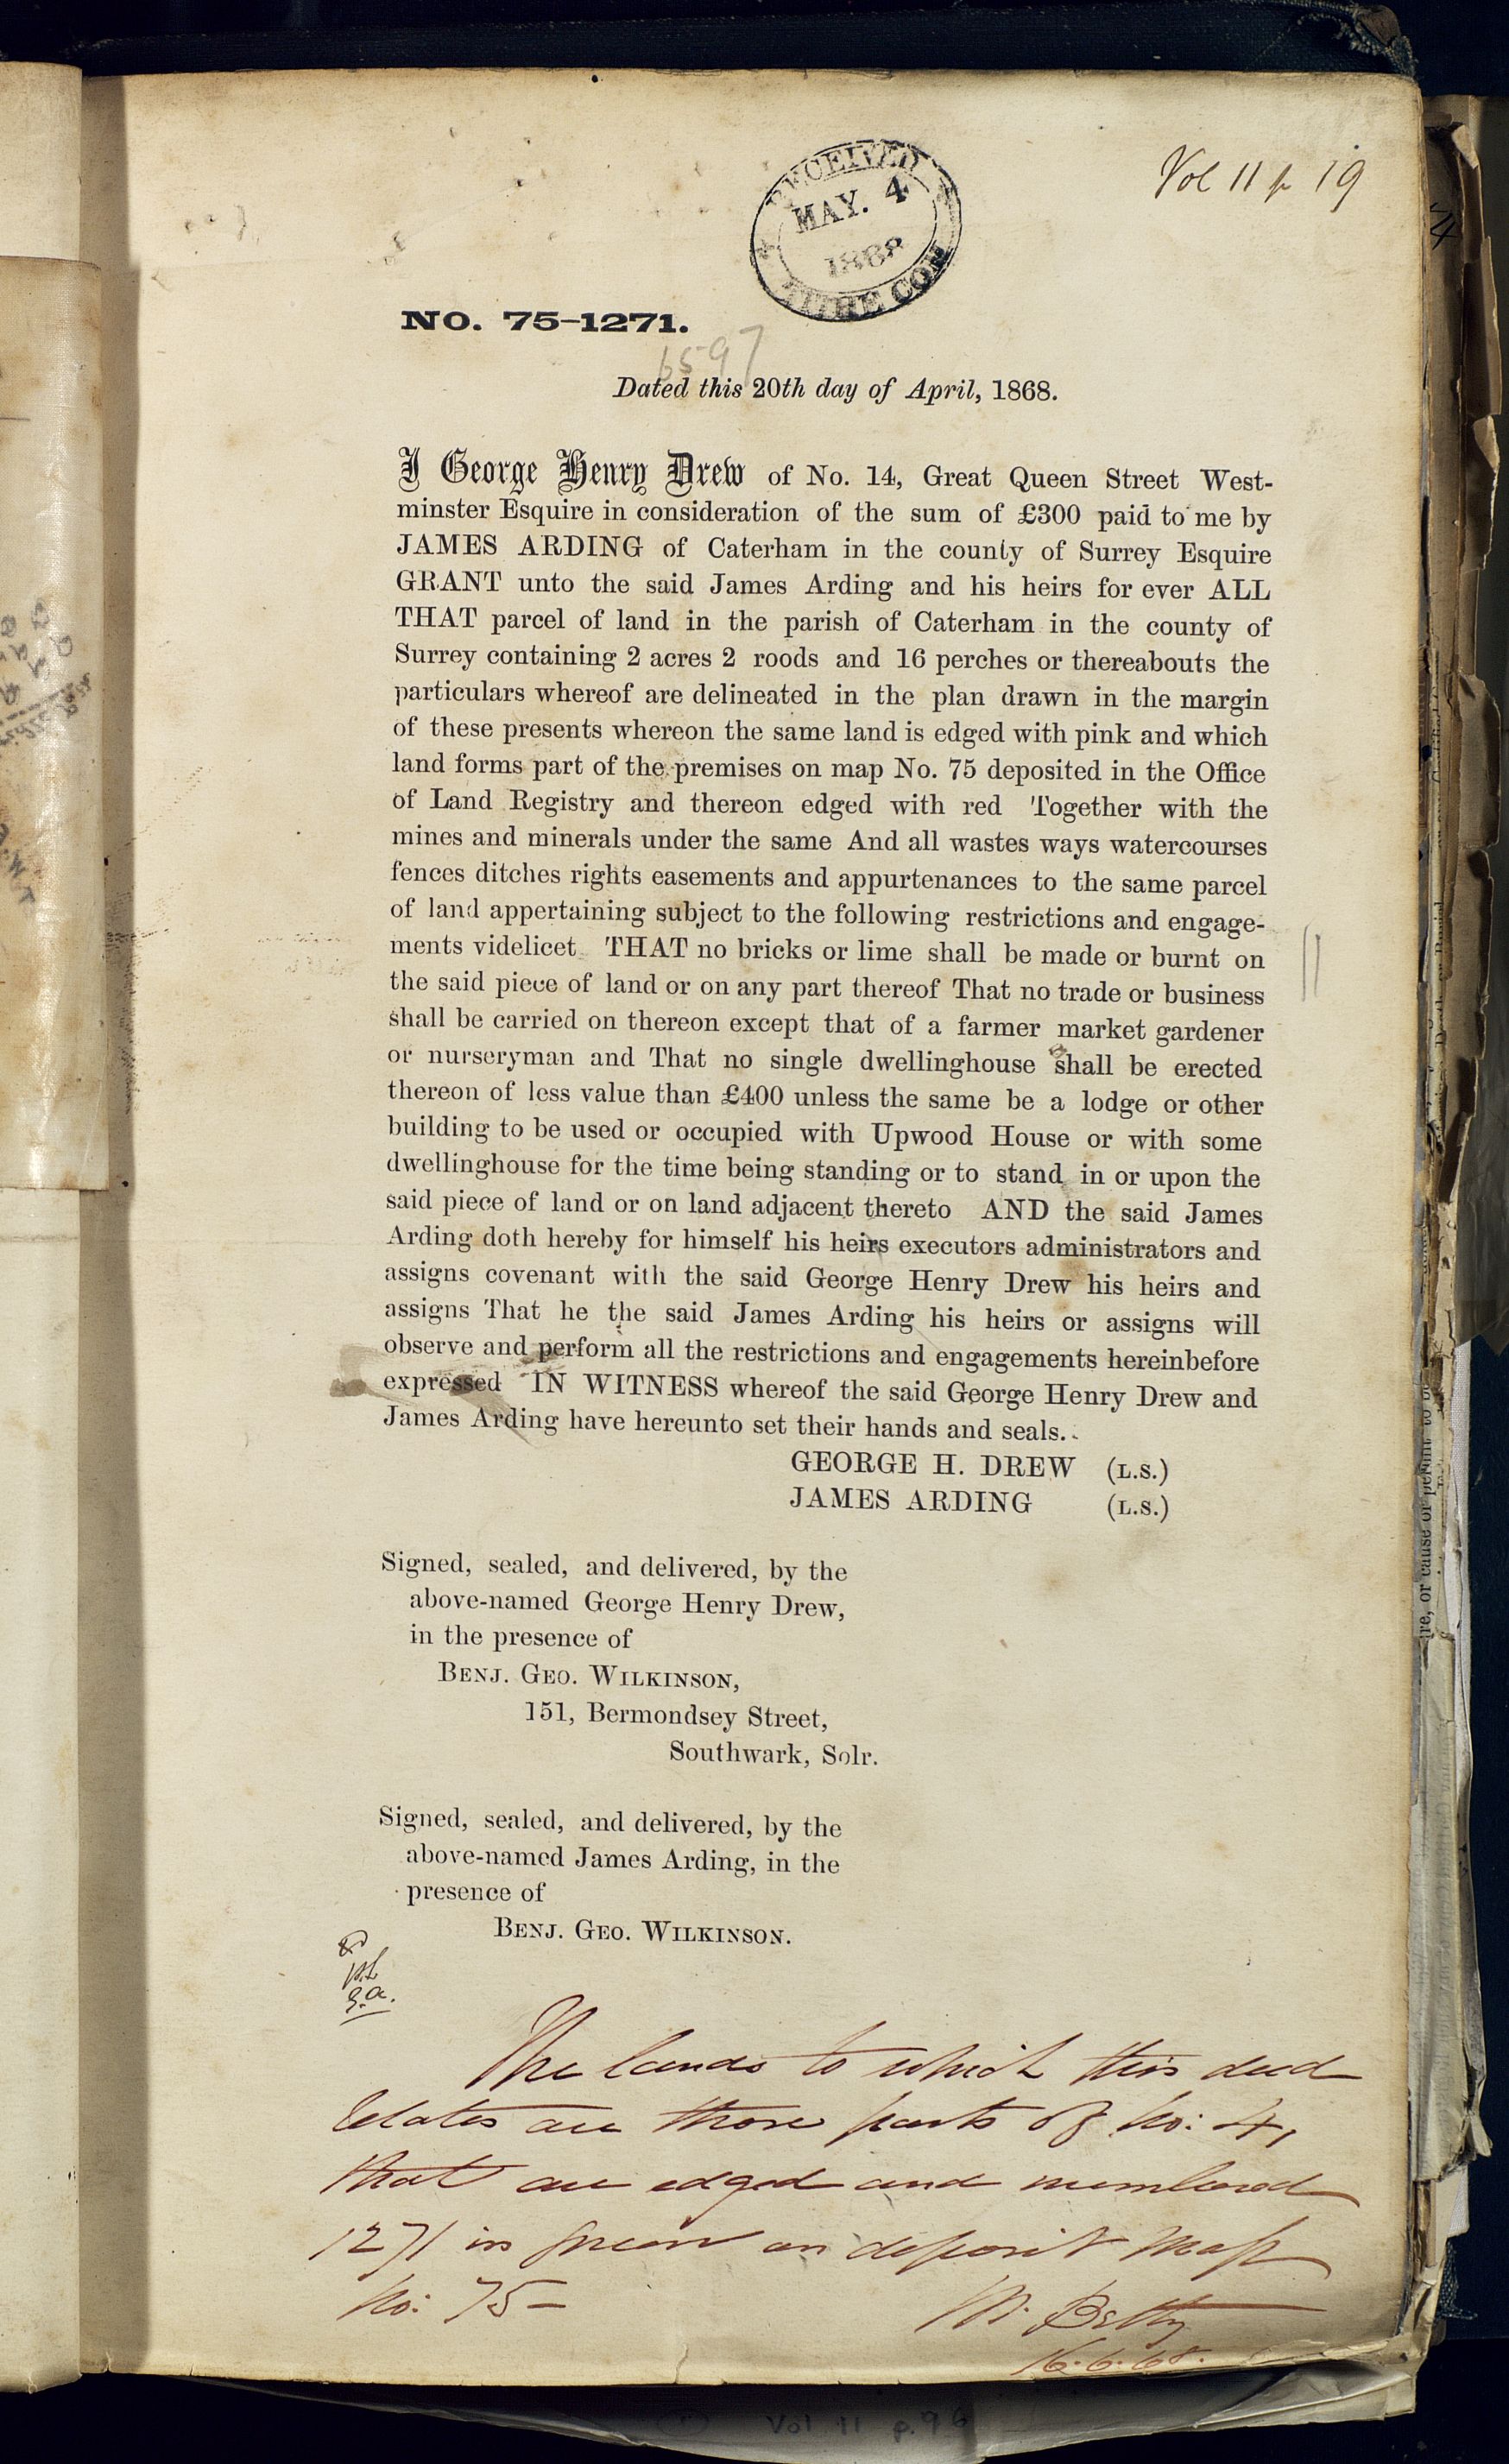 Vol 11 p 19
RECEIVED
MAY. 4
1868
COM
NO. 75-1271.
6597
Dated this 20th day of April, 1868.
I George Henry Drew of No. 14, Great Queen Street West-
minster Esquire in consideration of the sum of £300 paid to me by
JAMES ARDING of Caterham in the county of Surrey Esquire
GRANT unto the said James Arding and his heirs for ever ALL
THAT parcel of land in the parish of Caterham in the county of
Surrey containing 2 acres 2 roods and 16 perches or thereabouts the
particulars whereof are delineated in the plan drawn in the margin
of these presents whereon the same land is edged with pink and which
land forms part of the premises on map No. 75 deposited in the Office
of Land Registry and thereon edged with red Together with the
mines and minerals under the same And all wastes ways watercourses
fences ditches rights easements and appurtenances to the same parcel
of land appertaining subject to the following restrictions and engage-
ments videlicet THAT no bricks or lime shall be made or burnt on
the said piece of land or on any part thereof That no trade or business
shall be carried on thereon except that of a farmer market gardener
or nurseryman and That no single dwellinghouse shall be erected
thereon of less value than £400 unless the same be a lodge or other
building to be used or occupied with Upwood House or with some
dwellinghouse for the time being standing or to stand in or upon the
said piece of land or on land adjacent thereto AND the said James
Arding doth hereby for himself his heirs executors administrators and
assigns covenant with the said George Henry Drew his heirs and
assigns That he the said James Arding his heirs or assigns will
observe and perform all the restrictions and engagements hereinbefore
expressed IN WITNESS whereof the said George Henry Drew and
James Arding have hereunto set their hands and seals.
GEORGE H. DREW (L.S.)
JAMES ARDING (L.S.)
Signed, sealed, and delivered, by the
above-named George Henry Drew,
in the presence of
BENJ. GEO. WILKINSON,
151, Bermondsey Street,
Southwark, Solr.
Signed, sealed, and delivered, by the
above-named James Arding, in the
presence of
BENJ. GEO. WILKINSON.
The lands to which this deed
relates are those parts of No: 4,
that are edged and numbered
1271 in green on deposit Map
No: 75-
16.6.68.
Vol 11 p.96